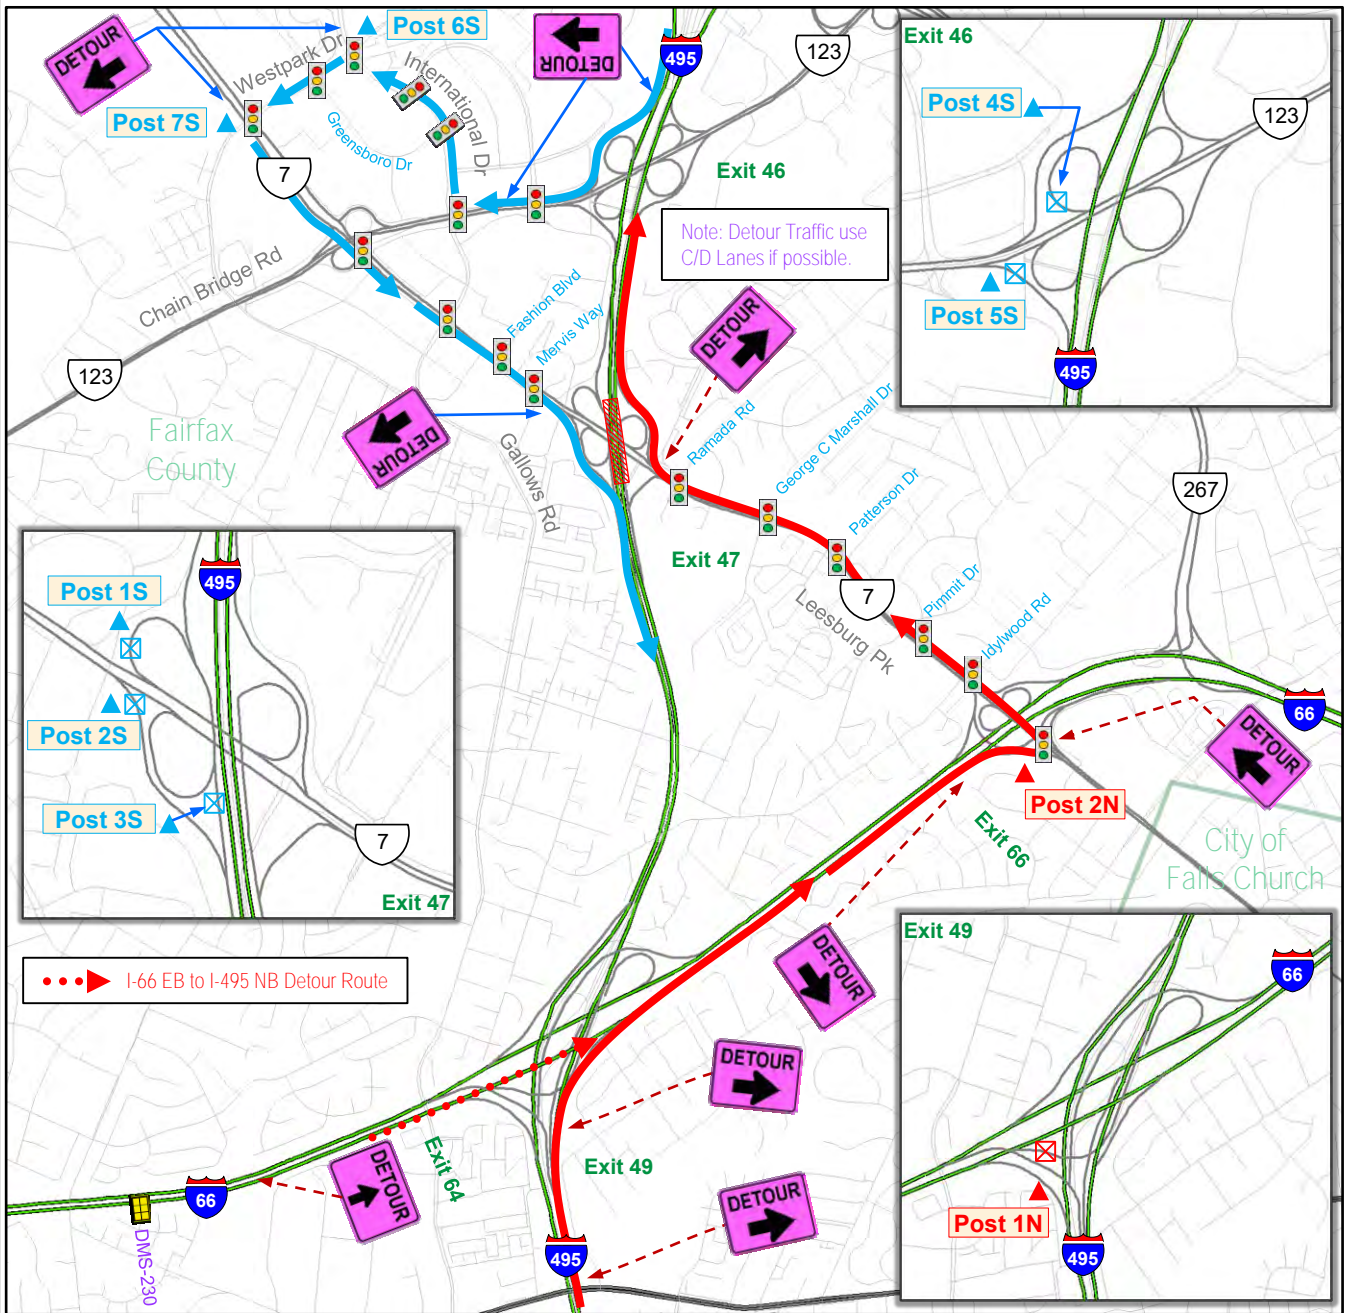 DETOUR
Post 6S
Westpark Dr
International Dr
DETOUR
495
123
Post 7S
Greensboro Dr
7
Exit 46
Note: Detour Traffic use
C/D Lanes if possible.
Chain Bridge Rd
123
Fashion Blvd
Mervis Way
DETOUR
DETOUR
Gallows Rd
Ramada Rd
George C Marshall Dr
Patterson Dr
Fairfax
County
Exit 47
7
Pimmit Dr
Idylwood Rd
Leesburg Pk
267
66
DETOUR
Post 2N
Exit 66
City of
Falls Church
Exit 46
Post 4S
123
Post 5S
495
495
Post 1S
Post 2S
Post 3S
7
Exit 47
I-66 EB to I-495 NB Detour Route
DETOUR
DETOUR
DETOUR
DETOUR
Exit 64
Exit 49
66
DMS-230
495
Exit 49
66
Post 1N
495